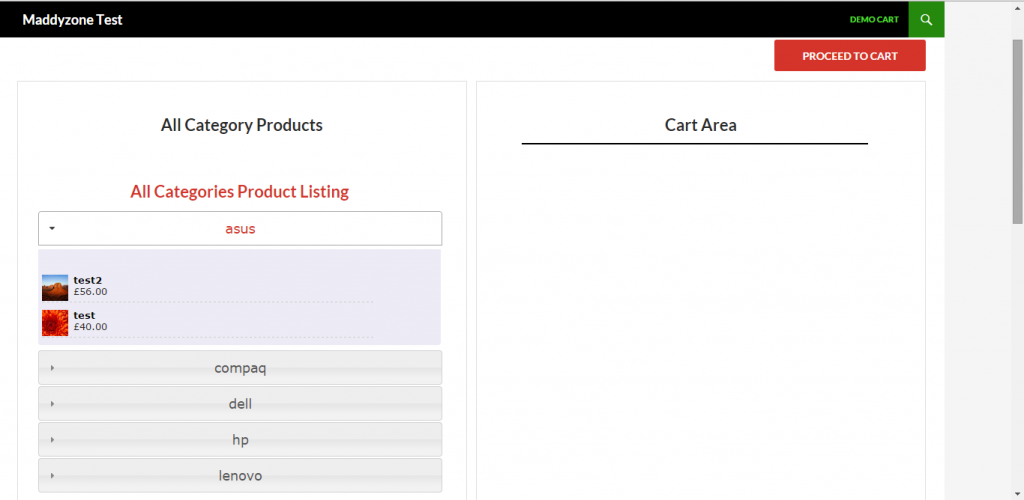 Maddyzone Test
DEMO CART
PROCEED TO CART
All Category Products
Cart Area
All Categories Product Listing
asus
test2
£56.00
test
£40.00
compaq
dell
hp
lenovo